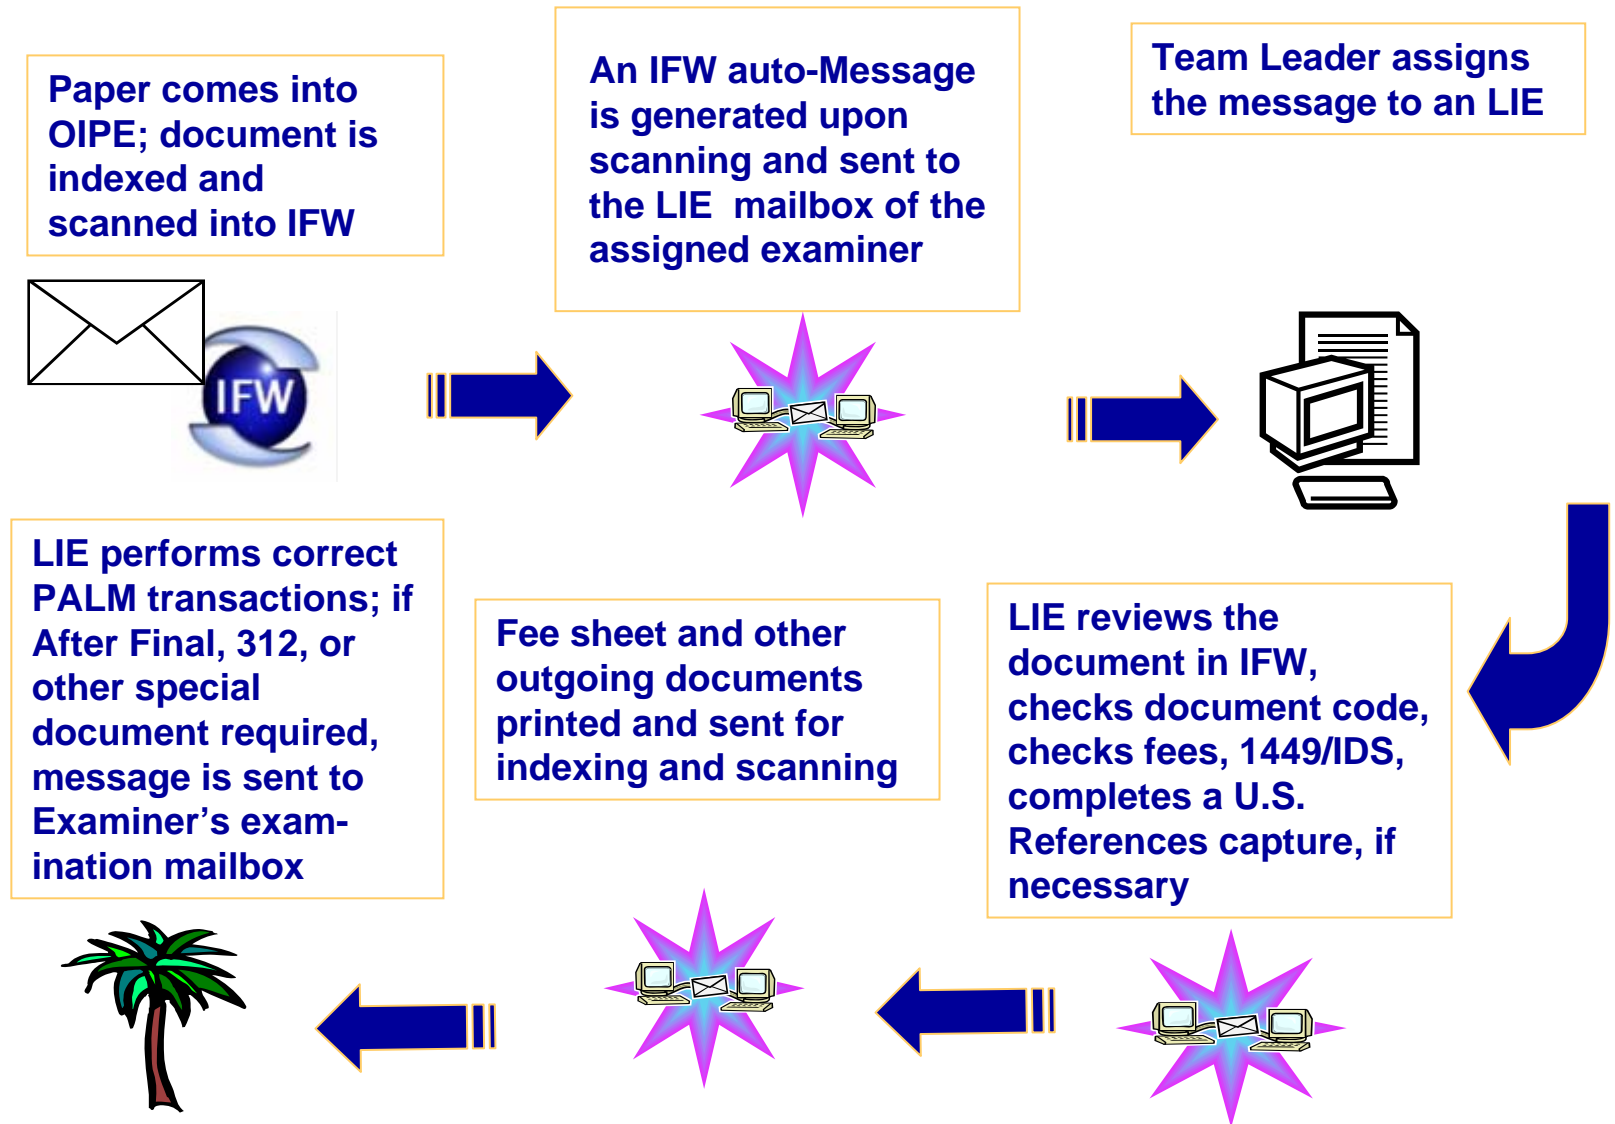 Paper comes into
OIPE; document is
indexed and
scanned into IFW
An IFW auto-Message
is generated upon
scanning and sent to
the LIE mailbox of the
assigned examiner
Team Leader assigns
the message to an LIE
IFW
LIE reviews the
document in IFW,
checks document code,
checks fees, 1449/IDS,
completes a U.S.
References capture, if
necessary
Fee sheet and other
outgoing documents
printed and sent for
indexing and scanning
LIE performs correct
PALM transactions; if
After Final, 312, or
other special
document required,
message is sent to
Examiner’s exam-
ination mailbox